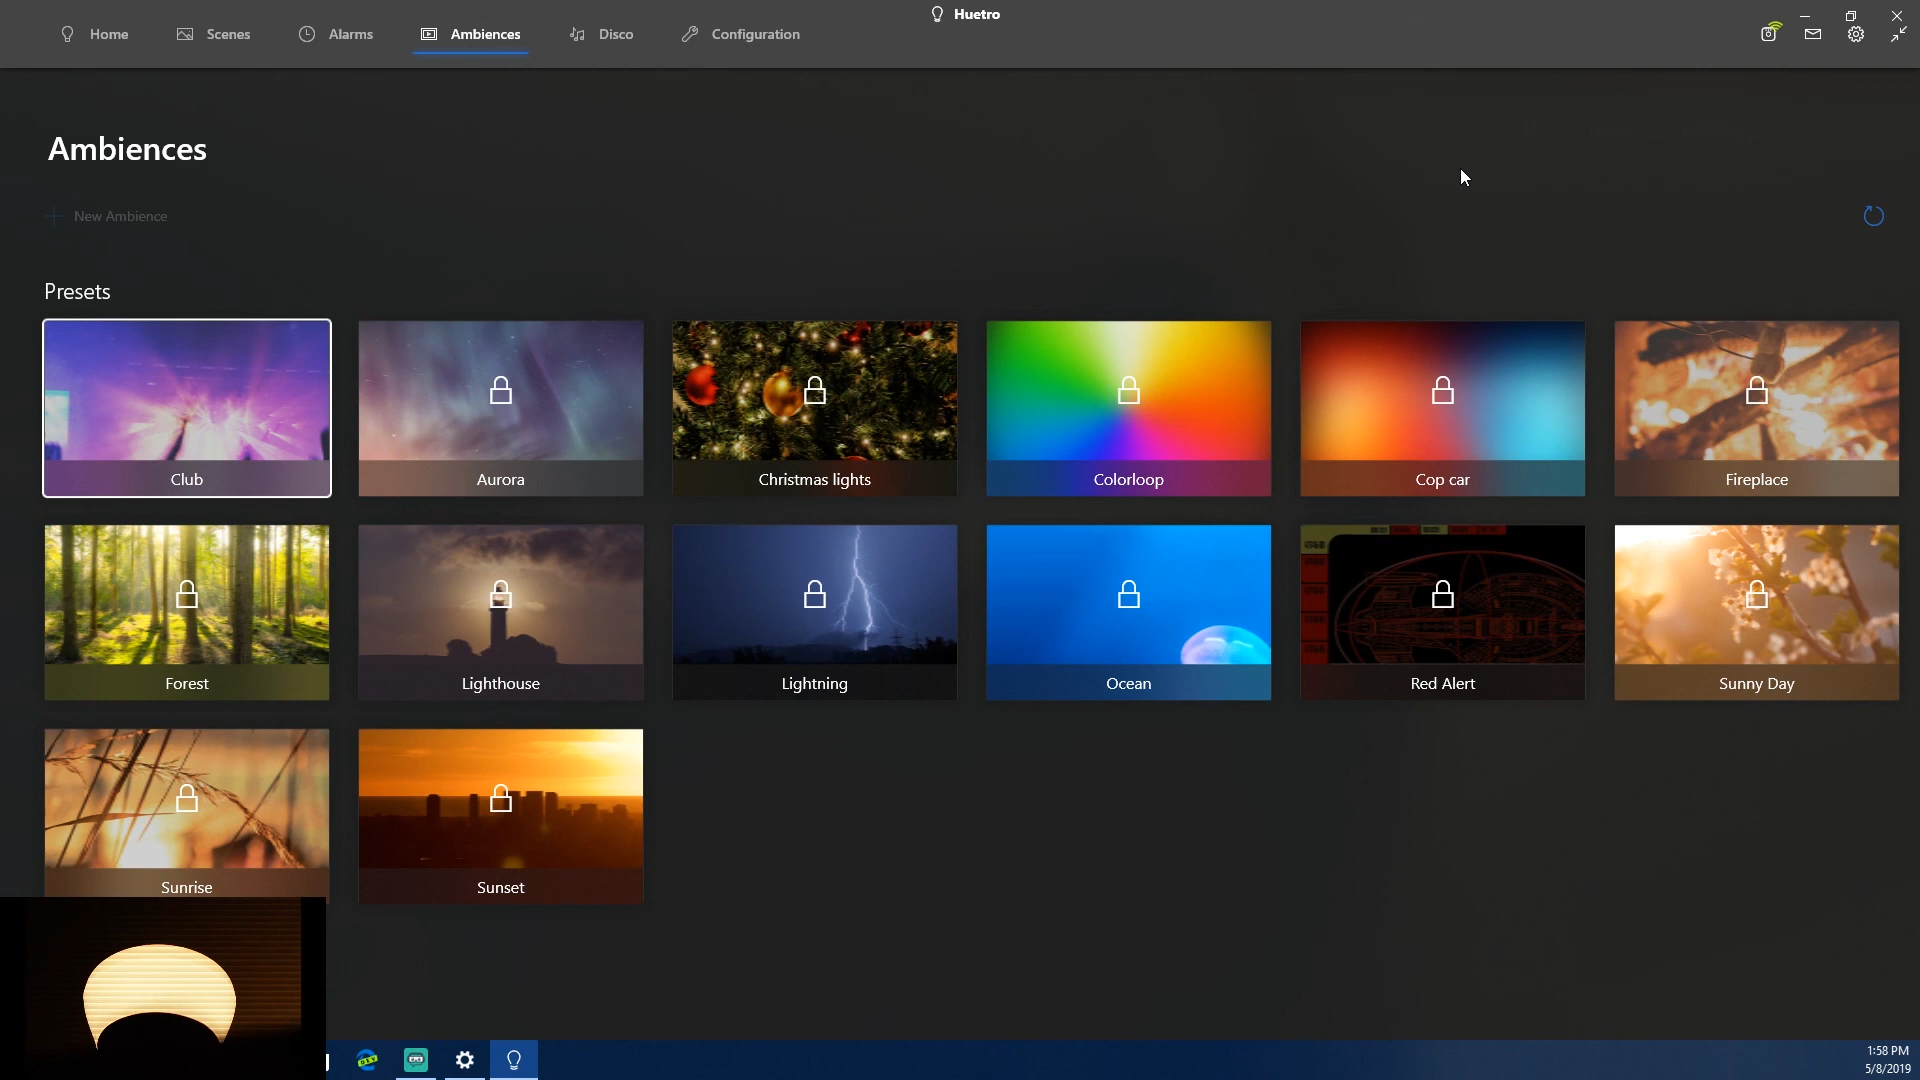 Huetro
Home
Scenes
Alarms
Ambiences
Disco
Configuration
Ambiences
New Ambience
Presets
Club
Aurora
Christmas lights
Colorloop
Cop car
Fireplace
Forest
Lighthouse
Lightning
Ocean
Red Alert
Sunny Day
Sunrise
Sunset
DEV
1:58 PM
5/8/2019